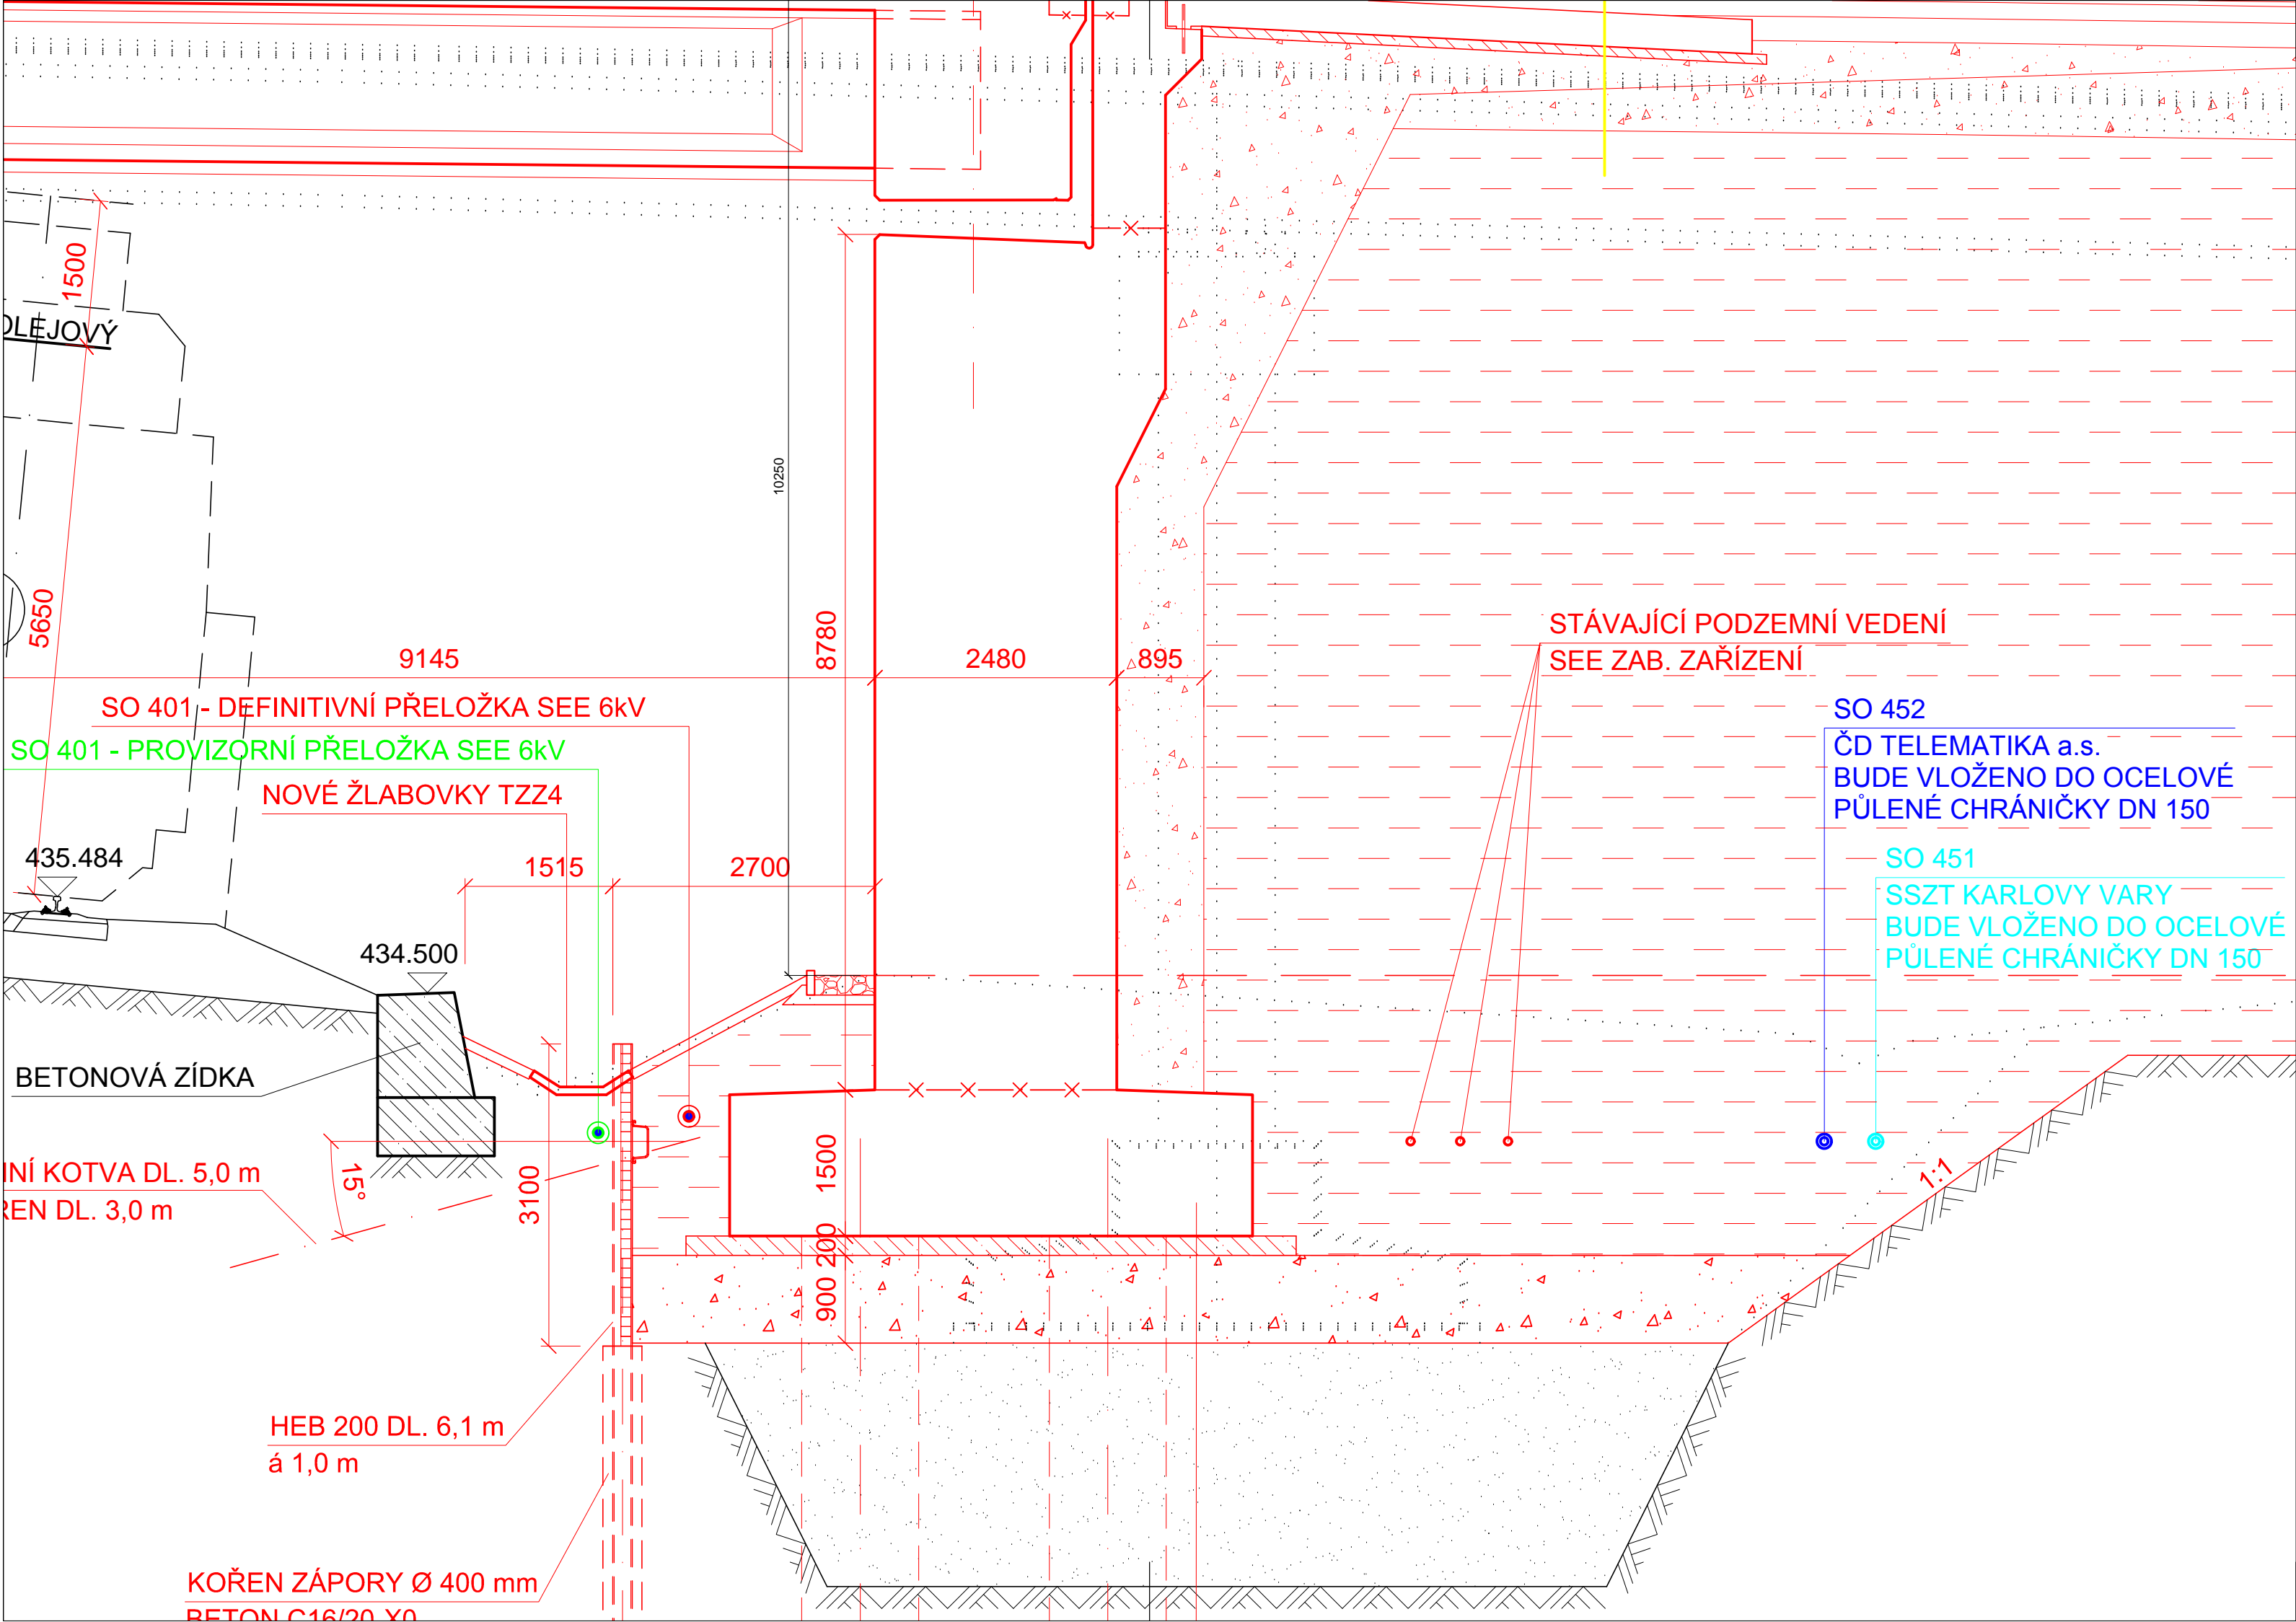 1500
OLEJOVÝ
5650
10250
8780
9145
2480
895
STÁVAJÍCÍ PODZEMNÍ VEDENÍ
SEE ZAB. ZAŘÍZENÍ
SO 401 - DEFINITIVNÍ PŘELOŽKA SEE 6kV
SO 401 - PROVIZORNÍ PŘELOŽKA SEE 6kV
NOVÉ ŽLABOVKY TZZ4
SO 452
ČD TELEMATIKA a.s.
BUDE VLOŽENO DO OCELOVÉ
PŮLENÉ CHRÁNIČKY DN 150
SO 451
SSZT KARLOVY VARY
BUDE VLOŽENO DO OCELOVÉ
PŮLENÉ CHRÁNIČKY DN 150
435.484
1515
2700
434.500
BETONOVÁ ZÍDKA
NÍ KOTVA DL. 5,0 m
ŘEN DL. 3,0 m
15°
3100
1500
200
900
1:1
HEB 200 DL. 6,1 m
á 1,0 m
KOŘEN ZÁPORY Ø 400 mm
BETON C16/20 X0